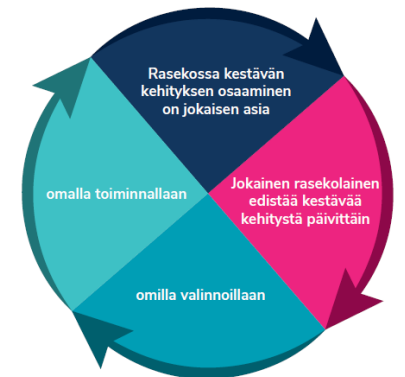 Rasekossa kestävän
kehityksen osaaminen
on jokaisen asia
Jokainen rasekolainen
edistää kestävää
kehitystä päivittäin
omilla valinnoillaan
omalla toiminnallaan